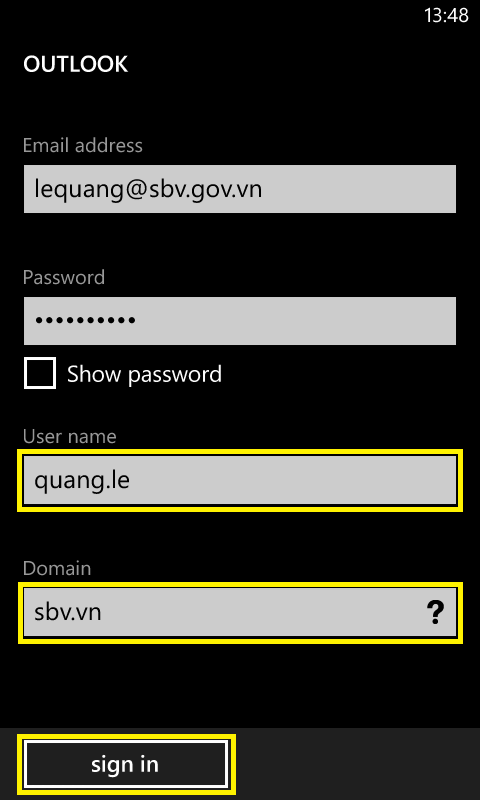 13:48
OUTLOOK
Email address
lequang@sbv.gov.vn
Password
••••••••••
Show password
User name
quang.le
Domain
sbv.vn ?
sign in